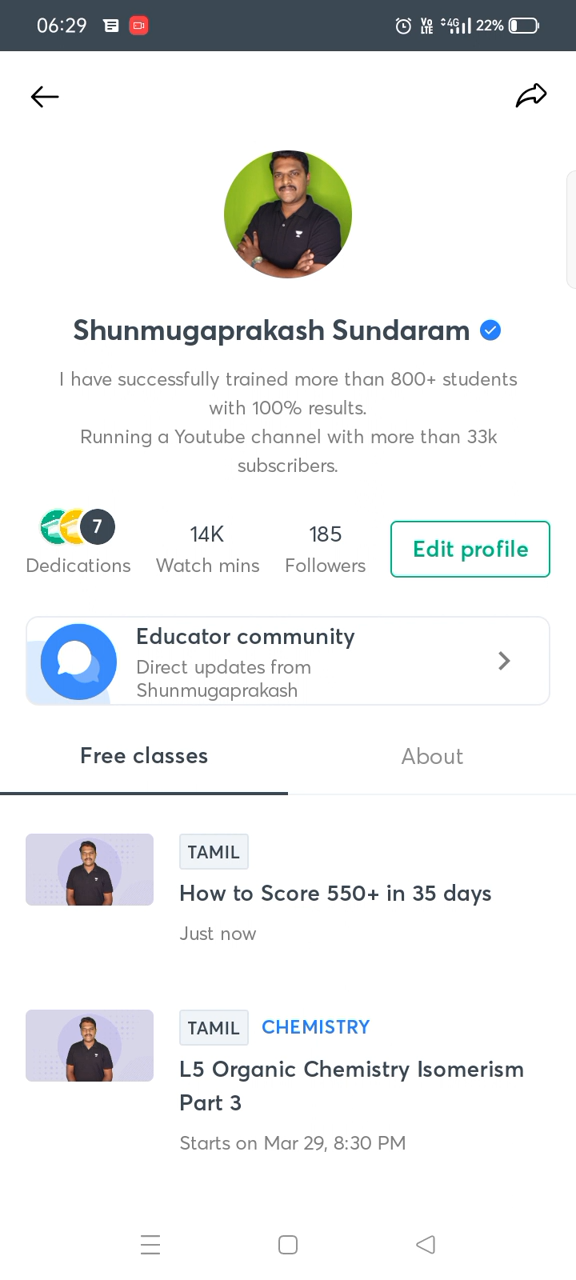 06:29
Vo LTE 4G 22%
Shunmugaprakash Sundaram
I have successfully trained more than 800+ students
with 100% results.
Running a Youtube channel with more than 33k
subscribers.
7 14K 185 Edit profile
Dedications Watch mins Followers
Educator community
Direct updates from
Shunmugaprakash
Free classes About
TAMIL
How to Score 550+ in 35 days
Just now
TAMIL CHEMISTRY
L5 Organic Chemistry Isomerism
Part 3
Starts on Mar 29, 8:30 PM